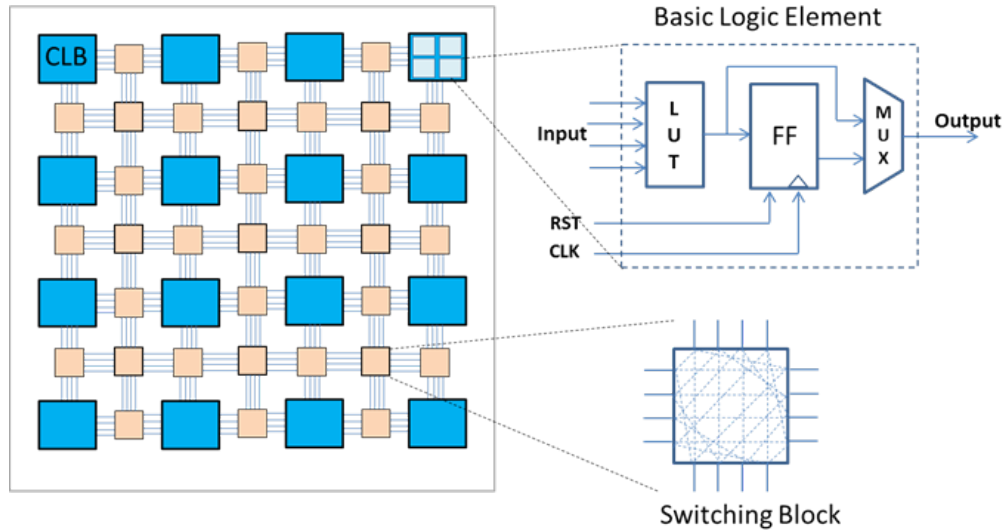 Basic Logic Element
CLB
L
U
T
FF
M
U
X
Input
Output
RST
CLK
Switching Block